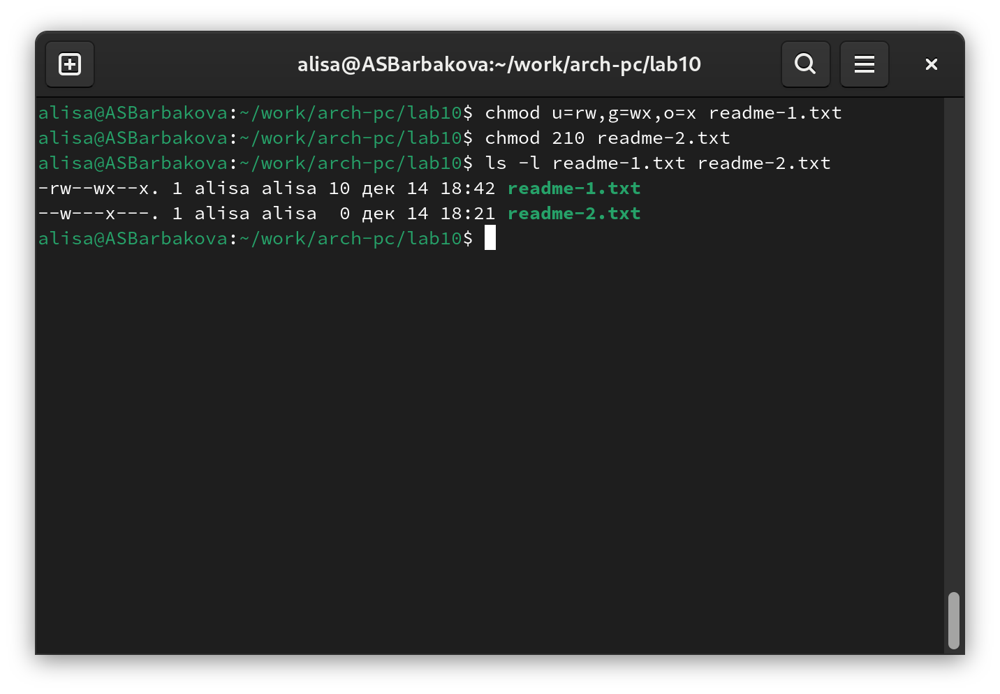 alisa@ASBarbakova:~/work/arch-pc/lab10
alisa@ASBarbakova:~/work/arch-pc/lab10$ chmod u=rw,g=wx,o=x readme-1.txt
alisa@ASBarbakova:~/work/arch-pc/lab10$ chmod 210 readme-2.txt
alisa@ASBarbakova:~/work/arch-pc/lab10$ ls -l readme-1.txt readme-2.txt
-rw--wx--x. 1 alisa alisa 10 дек 14 18:42 readme-1.txt
--w---x---. 1 alisa alisa  0 дек 14 18:21 readme-2.txt
alisa@ASBarbakova:~/work/arch-pc/lab10$